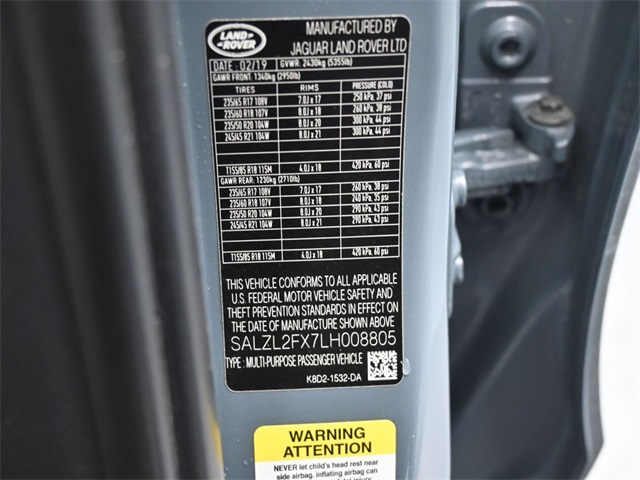 LAND-
-ROVER
MANUFACTURED BY
JAGUAR LAND ROVER LTD
DATE: 02/19 GVWR: 2430kg (5355lb)
GAWR FRONT: 1340kg (2950lb)
TIRES RIMS PRESSURE (COLD)
235/65 R17 108V 7.0J x 17 250 kPa, 37 psi
235/60 R18 107V 8.0J x 18 260 kPa, 38 psi
235/50 R20 104W 8.0J x 20 300 kPa, 44 psi
245/45 R21 104W 8.0J x 21 300 kPa, 44 psi
T155/85 R18 115M 4.0J x 18 420 kPa, 60 psi
GAWR REAR: 1230kg (2710lb)
235/65 R17 108V 7.0J x 17 260 kPa, 38 psi
235/60 R18 107V 8.0J x 18 240 kPa, 35 psi
235/50 R20 104W 8.0J x 20 290 kPa, 43 psi
245/45 R21 104W 8.0J x 21 290 kPa, 43 psi
T155/85 R18 115M 4.0J x 18 420 kPa, 60 psi
THIS VEHICLE CONFORMS TO ALL APPLICABLE
U.S. FEDERAL MOTOR VEHICLE SAFETY AND
THEFT PREVENTION STANDARDS IN EFFECT ON
THE DATE OF MANUFACTURE SHOWN ABOVE
SALZL2FX7LH008805
TYPE : MULTI-PURPOSE PASSENGER VEHICLE
K8D2-1532-DA
WARNING
ATTENTION
NEVER let child's head rest near
side airbag. inflating airbag can
injury